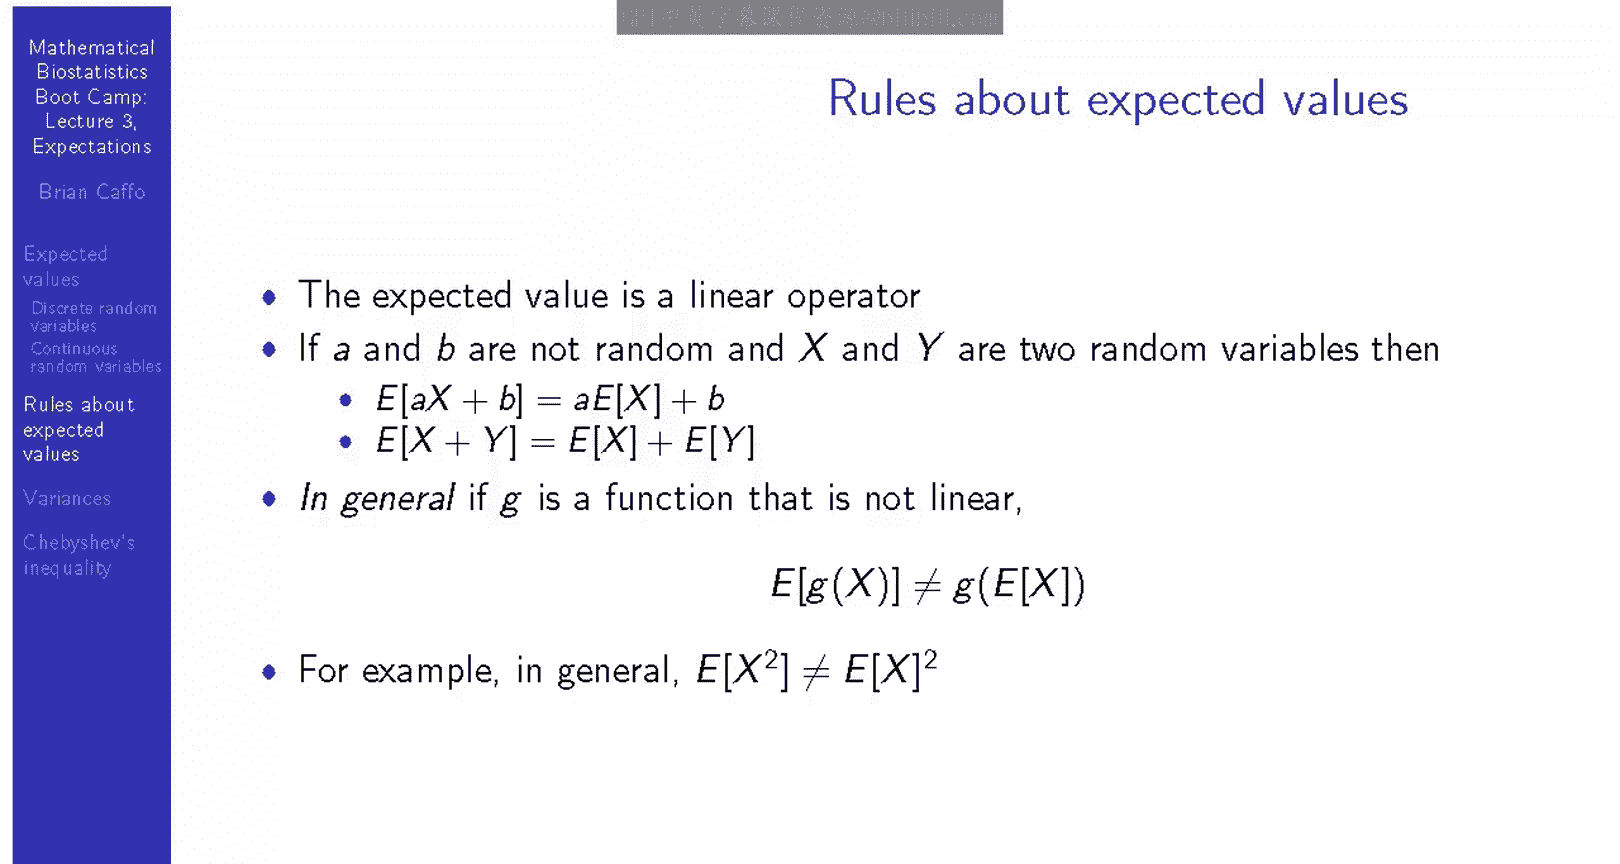 Mathematical
Biostatistics
Boot Camp:
Lecture 3,
Expectations
Brian Caffo
Expected
values
Discrete random
variables
Continuous
random variables
Rules about
expected
values
Variances
Chebyshev's
inequality
Rules about expected values
• The expected value is a linear operator
• If a and b are not random and X and Y are two random variables then
• E[aX + b] = aE[X] + b
• E[X + Y] = E[X] + E[Y]
• In general if g is a function that is not linear,
E[g(X)] ≠ g(E[X])
• For example, in general, E[X²] ≠ E[X]²